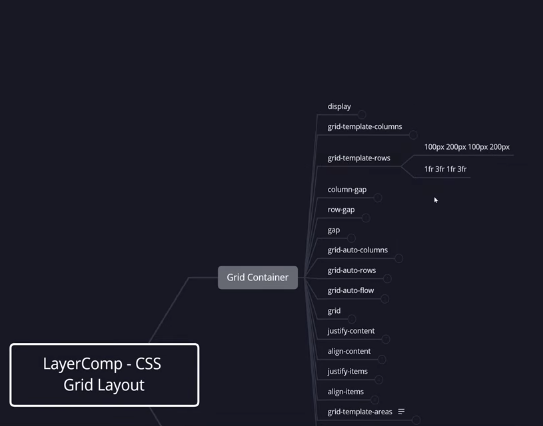 display
grid-template-columns
100px 200px 100px 200px
grid-template-rows
1fr 3fr 1fr 3fr
column-gap
row-gap
gap
grid-auto-columns
Grid Container
grid-auto-rows
grid-auto-flow
grid
justify-content
align-content
LayerComp - CSS
Grid Layout
justify-items
align-items
grid-template-areas